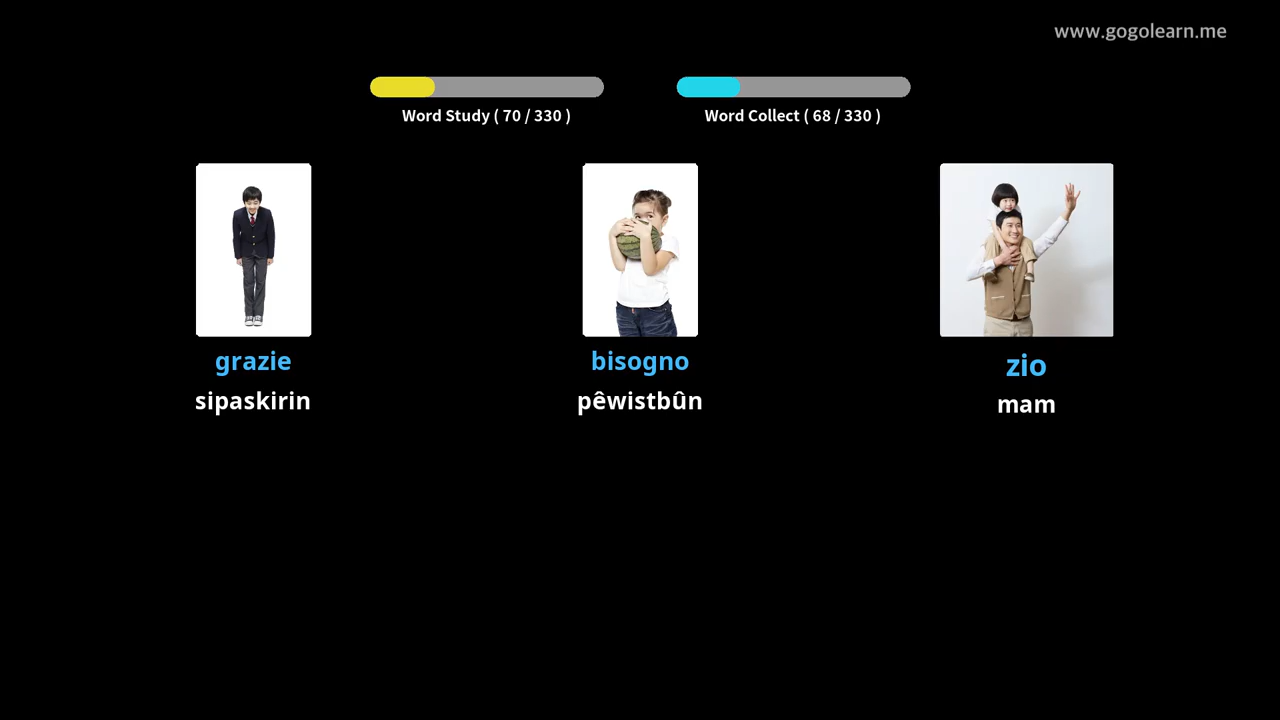 www.gogolearn.me
Word Study ( 70 / 330 )
Word Collect ( 68 / 330 )
grazie
sipaskirin
bisogno
pêwistbûn
zio
mam